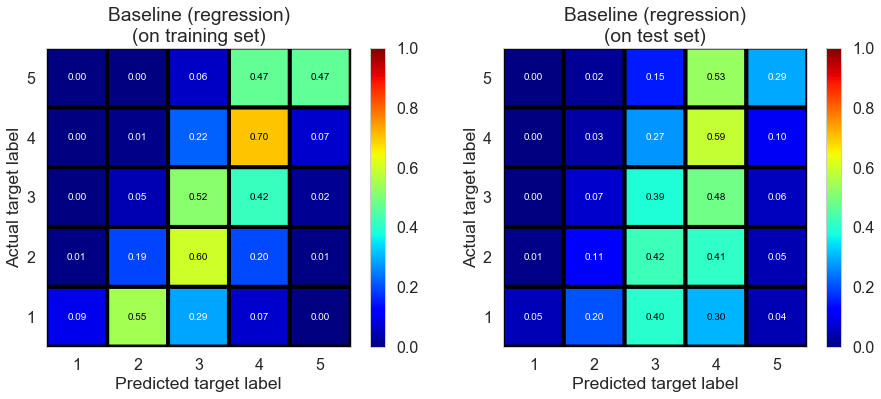 Baseline (regression)
(on training set)
Actual target label
5 0.00 0.00 0.06 0.47 0.47
4 0.00 0.01 0.22 0.70 0.07
3 0.00 0.05 0.52 0.42 0.02
2 0.01 0.19 0.60 0.20 0.01
1 0.09 0.55 0.29 0.07 0.00
1 2 3 4 5
Predicted target label
1.0
0.8
0.6
0.4
0.2
0.0
Baseline (regression)
(on test set)
Actual target label
5 0.00 0.02 0.15 0.53 0.29
4 0.00 0.03 0.27 0.59 0.10
3 0.00 0.07 0.39 0.48 0.06
2 0.01 0.11 0.42 0.41 0.05
1 0.05 0.20 0.40 0.30 0.04
1 2 3 4 5
Predicted target label
1.0
0.8
0.6
0.4
0.2
0.0